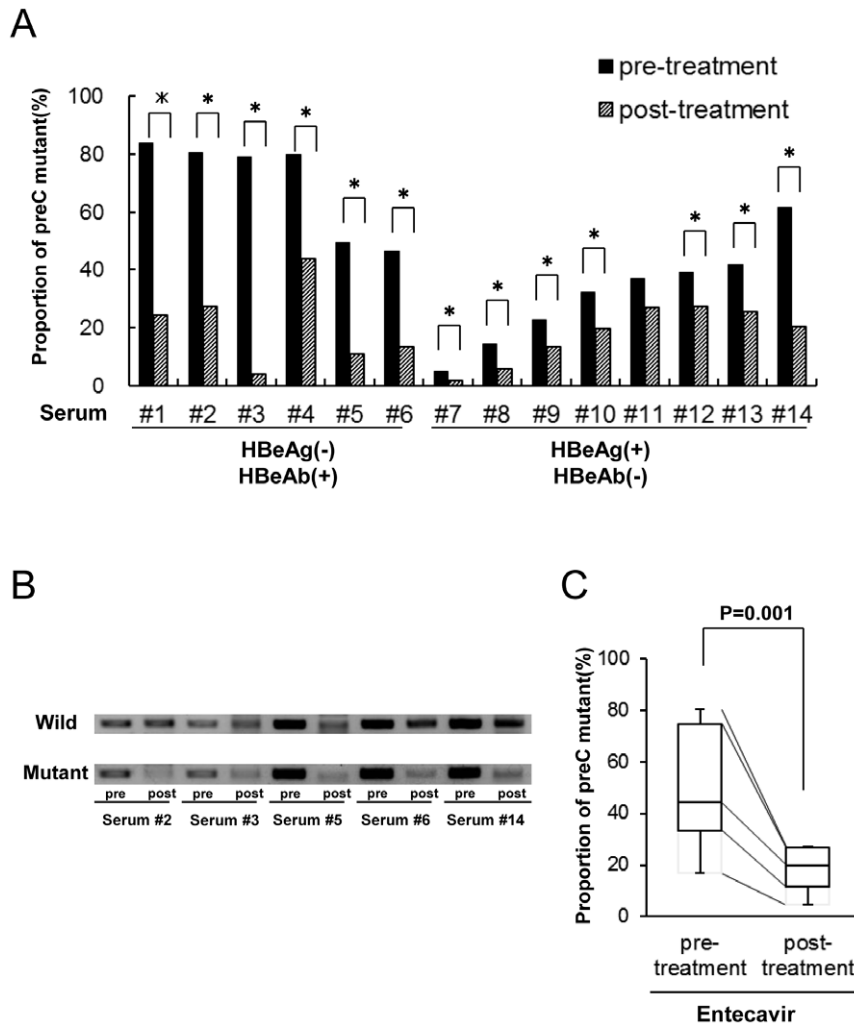 A
pre-treatment
post-treatment
Proportion of preC mutant(%)
100
80
60
40
20
0
* * * * * * * * * * * * *
Serum #1 #2 #3 #4 #5 #6 #7 #8 #9 #10 #11 #12 #13 #14
HBeAg(-) HBeAg(+)
HBeAb(+) HBeAb(-)
B
Wild
Mutant
pre post pre post pre post pre post pre post
Serum #2 Serum #3 Serum #5 Serum #6 Serum #14
C
P=0.001
Proportion of preC mutant(%)
100
80
60
40
20
0
pre- post-
treatment treatment
Entecavir